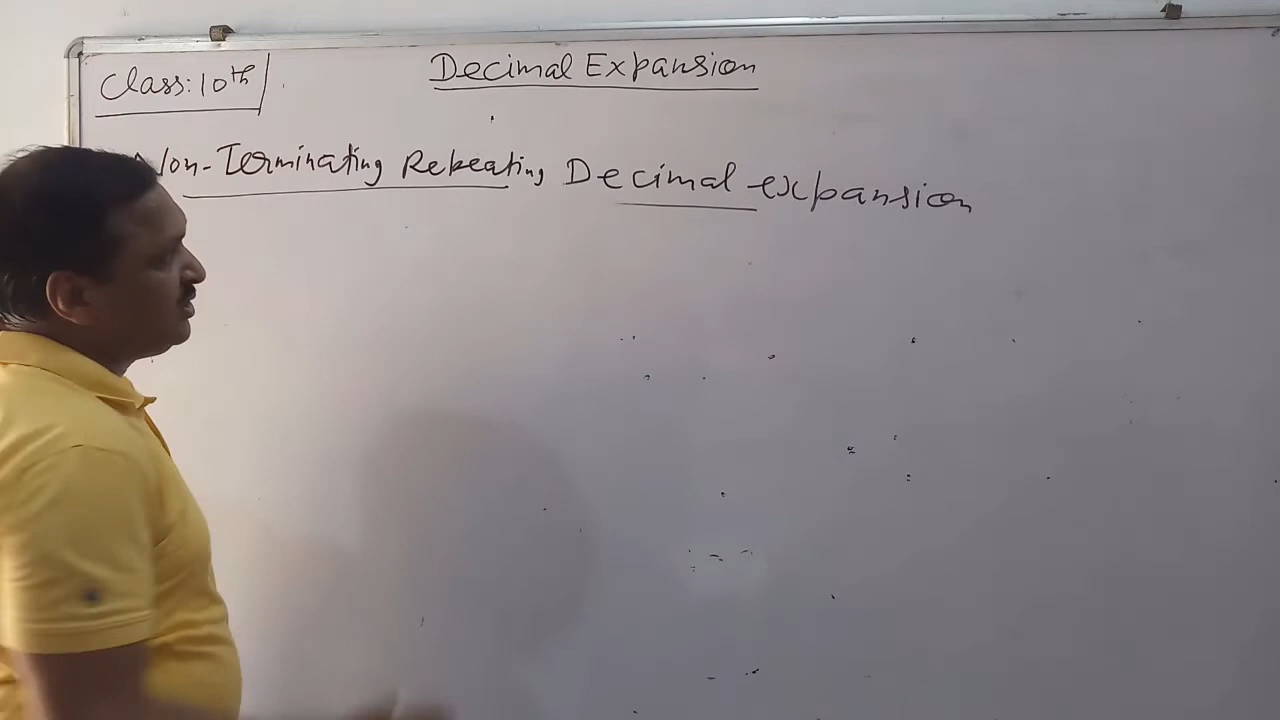 Class: 10th
Decimal Expansion
Non-Terminating Repeating Decimal expansion